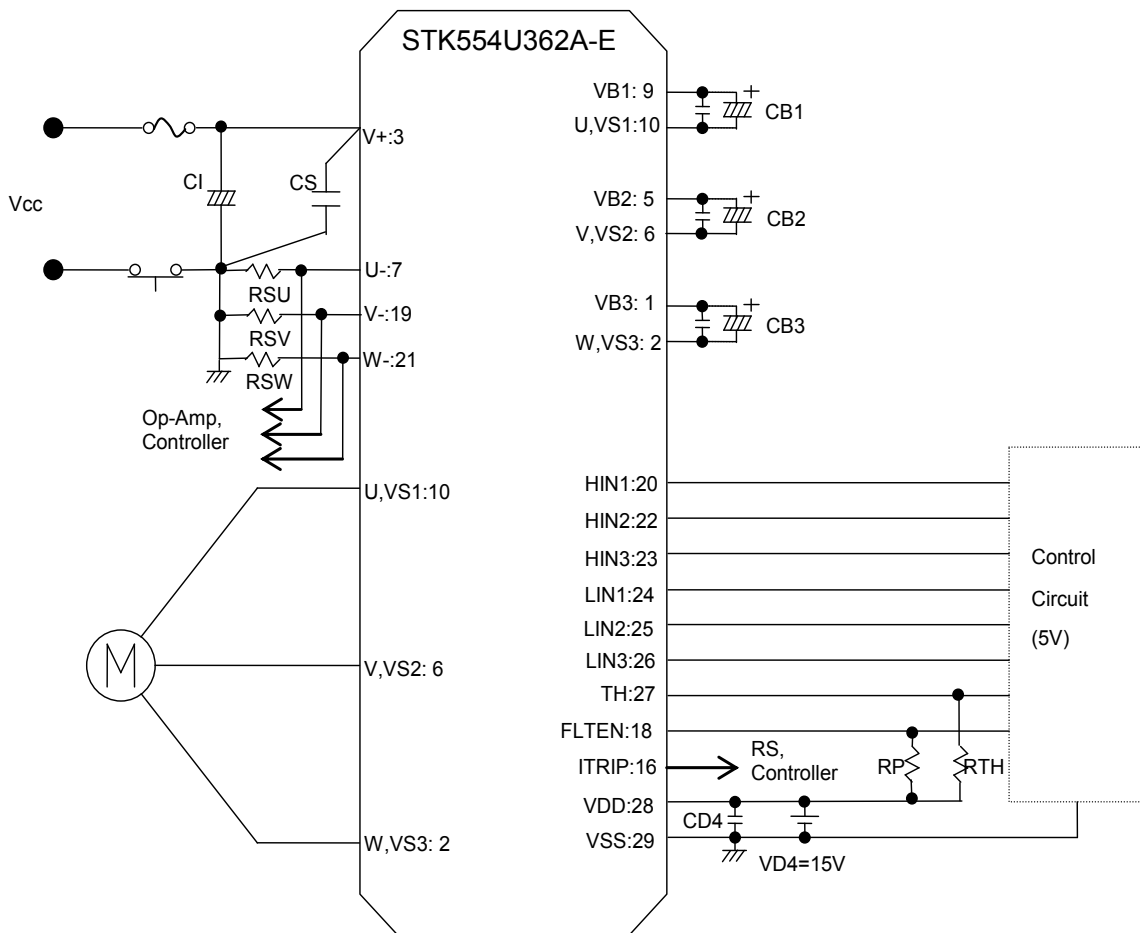 STK554U362A-E
VB1: 9
U,VS1:10
CB1
VB2: 5
V,VS2: 6
CB2
VB3: 1
W,VS3: 2
CB3
V+:3
CI
CS
Vcc
U-:7
RSU
V-:19
RSV
W-:21
RSW
Op-Amp,
Controller
U,VS1:10
V,VS2: 6
W,VS3: 2
M
HIN1:20
HIN2:22
HIN3:23
LIN1:24
LIN2:25
LIN3:26
TH:27
FLTEN:18
ITRIP:16
VDD:28
VSS:29
RS,
Controller
RP
RTH
CD4
VD4=15V
Control
Circuit
(5V)